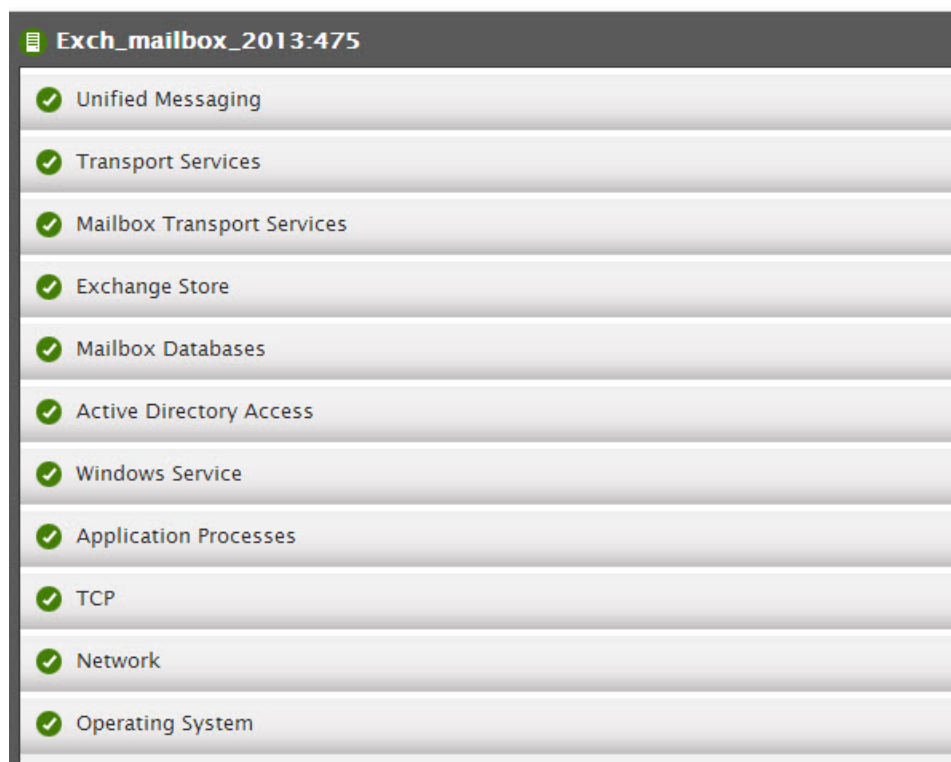 Exch_mailbox_2013:475
Unified Messaging
Transport Services
Mailbox Transport Services
Exchange Store
Mailbox Databases
Active Directory Access
Windows Service
Application Processes
TCP
Network
Operating System